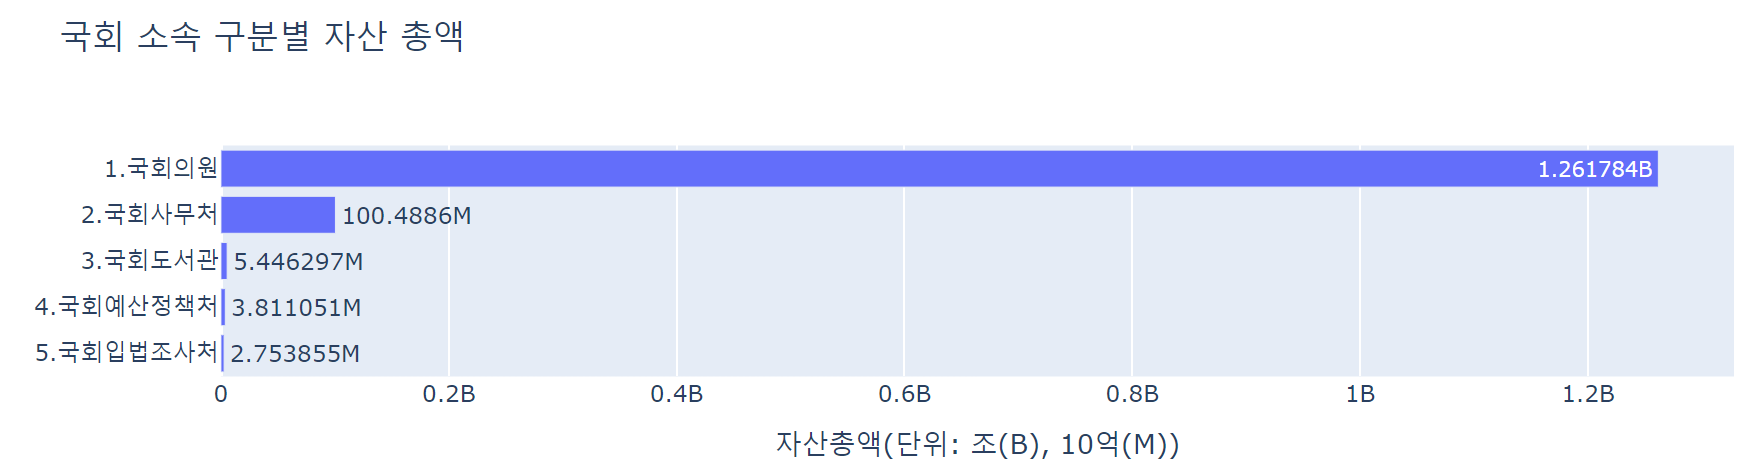 국회 소속 구분별 자산 총액
1.국회의원 1.261784B
2.국회사무처 100.4886M
3.국회도서관 5.446297M
4.국회예산정책처 3.811051M
5.국회입법조사처 2.753855M
0 0.2B 0.4B 0.6B 0.8B 1B 1.2B
자산총액(단위: 조(B), 10억(M))